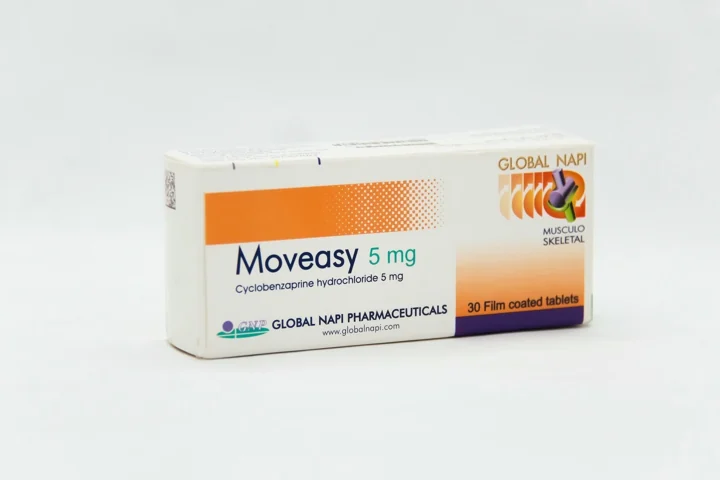 Moveasy 5 mg
Cyclobenzaprine hydrochloride 5 mg
GNP GLOBAL NAPI PHARMACEUTICALS
www.globalnapi.com
GLOBAL NAPI
MUSCULO
SKELETAL
30 Film coated tablets